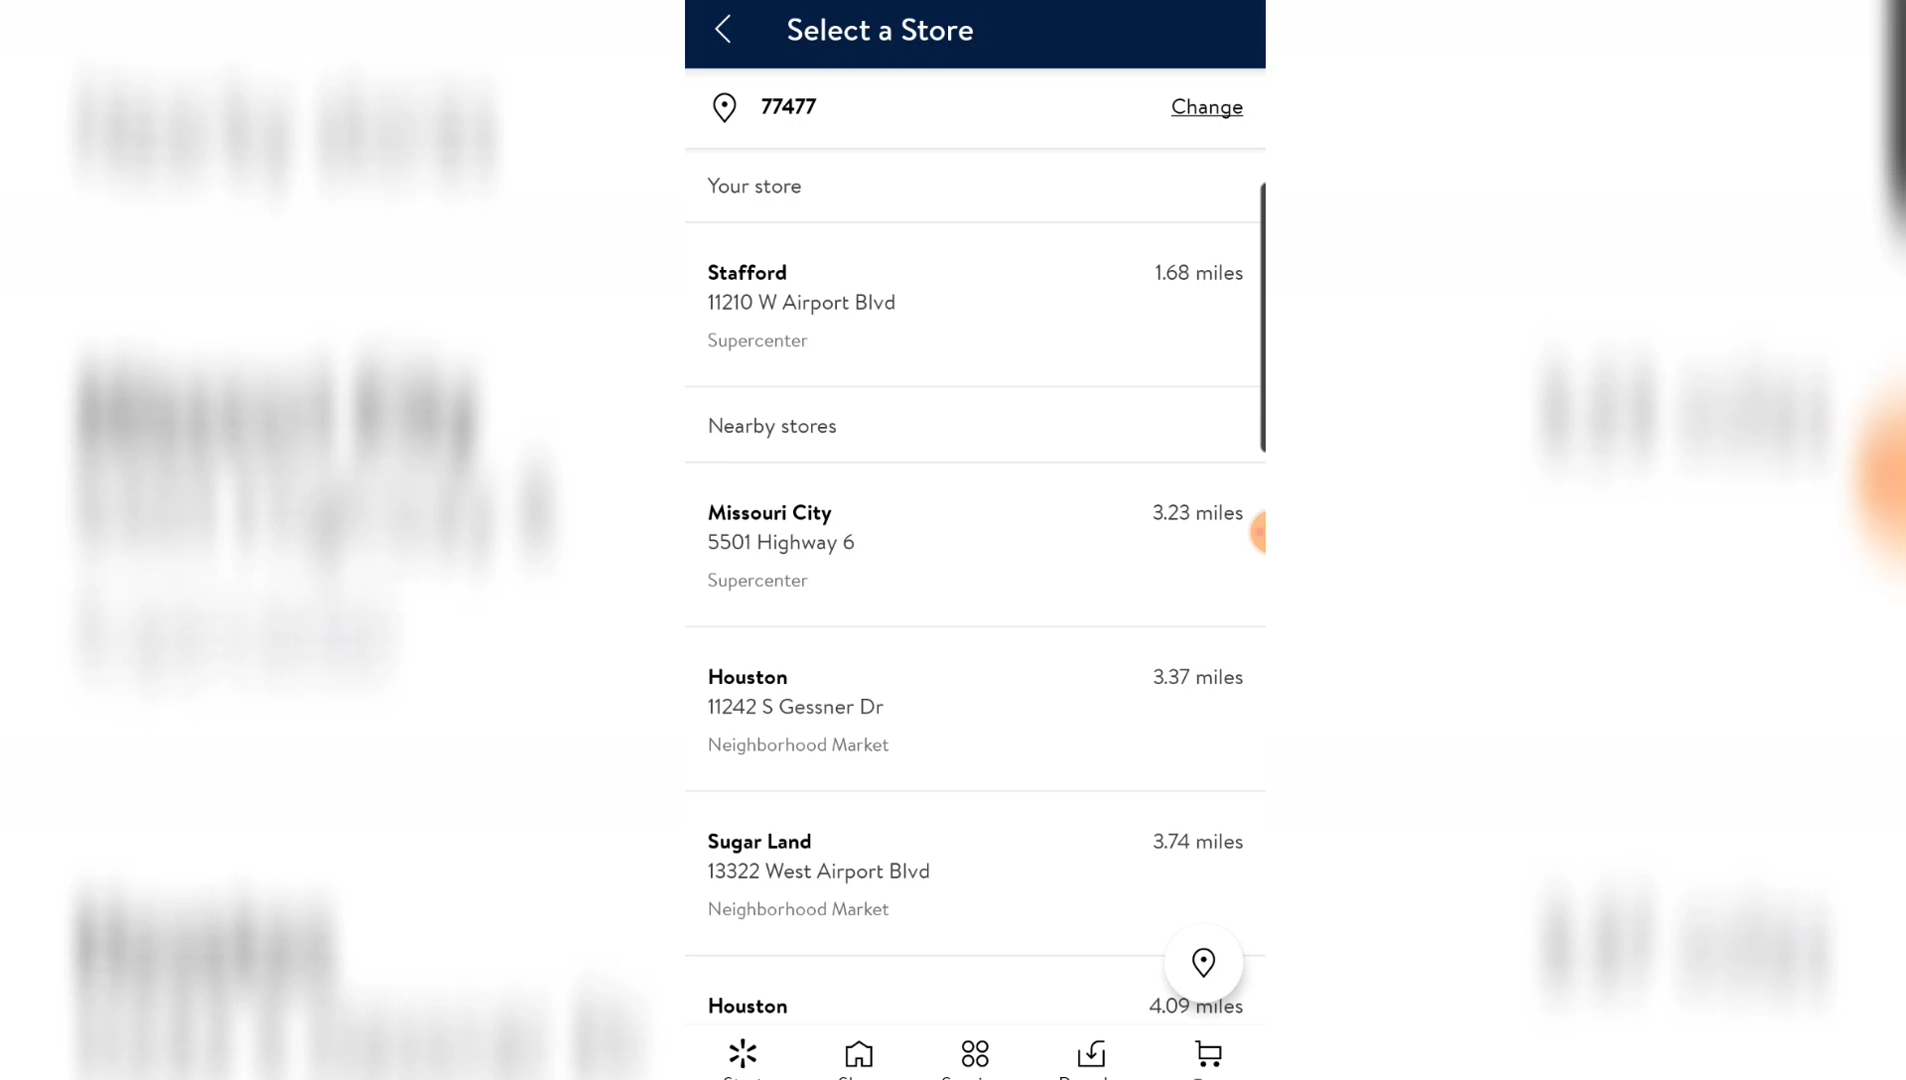 Select a Store
77477
Change
Your store
Stafford
1.68 miles
11210 W Airport Blvd
Supercenter
Nearby stores
Missouri City
3.23 miles
5501 Highway 6
Supercenter
Houston
3.37 miles
11242 S Gessner Dr
Neighborhood Market
Sugar Land
3.74 miles
13322 West Airport Blvd
Neighborhood Market
Houston
4.09 miles